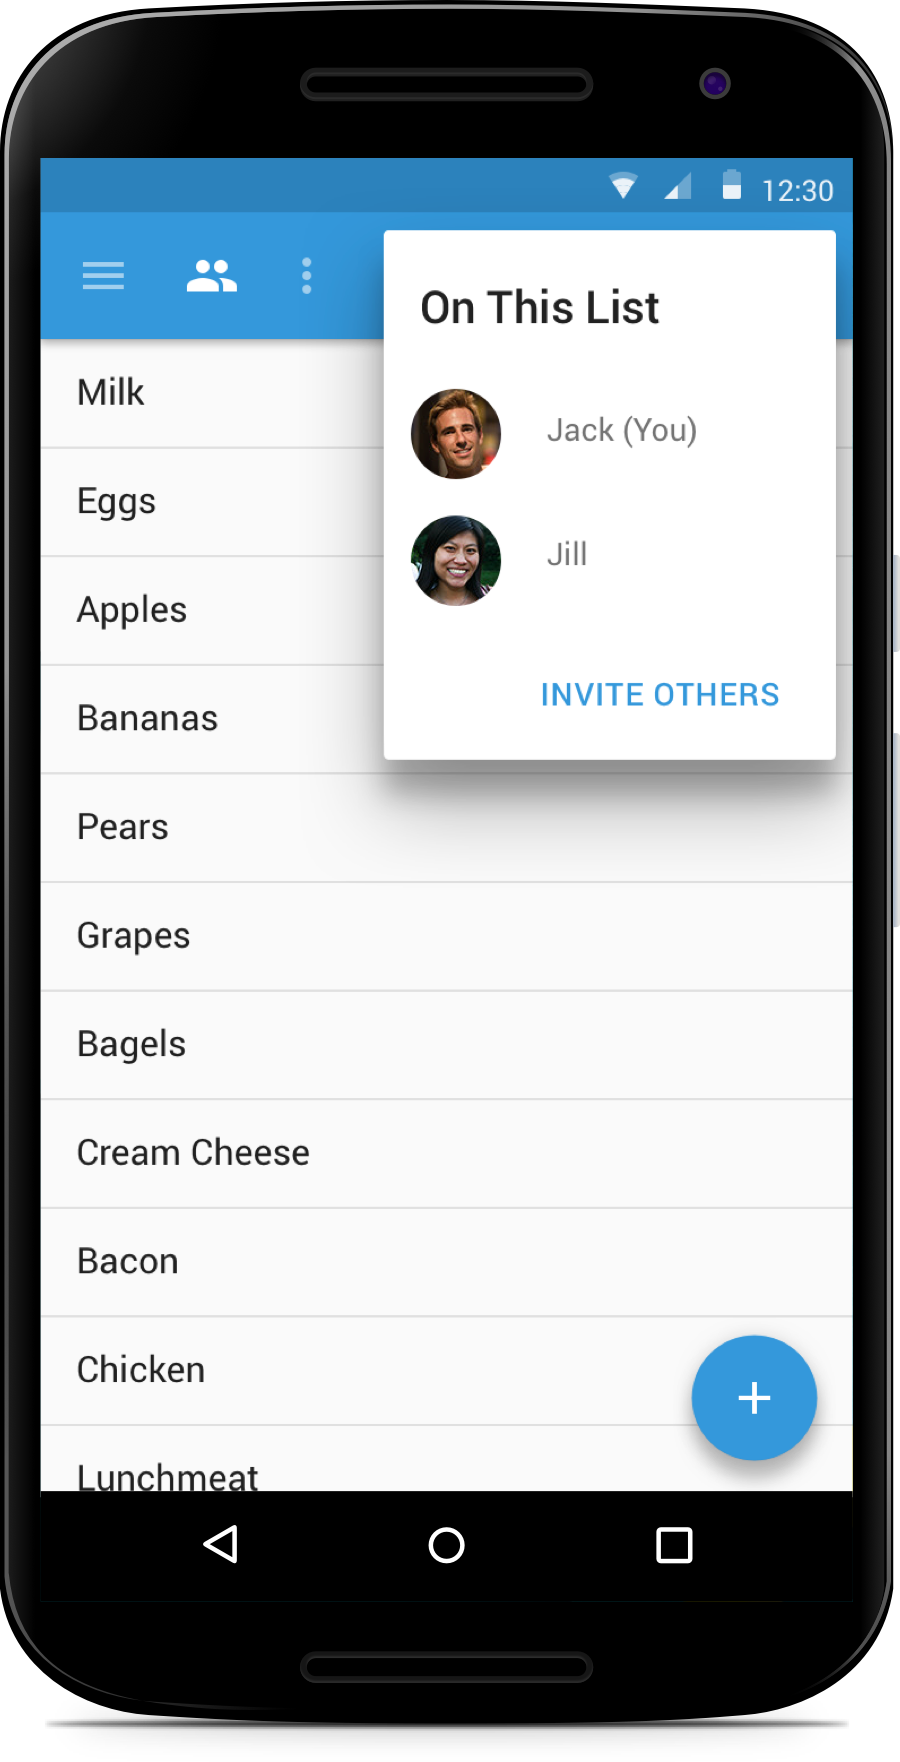 12:30
On This List
Jack (You)
Jill
INVITE OTHERS
Milk
Eggs
Apples
Bananas
Pears
Grapes
Bagels
Cream Cheese
Bacon
Chicken
Lunchmeat